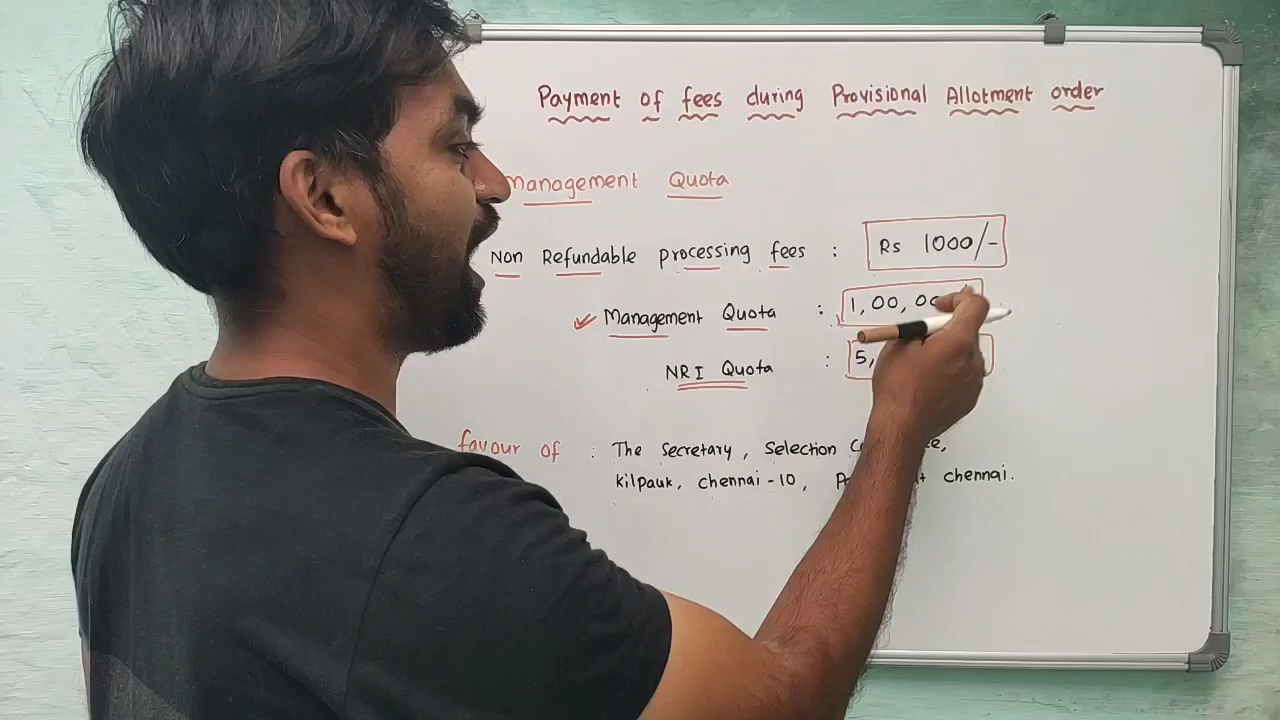 Payment of fees during Provisional Allotment order
Management Quota
Non Refundable processing fees : Rs 1000/-
Management Quota : 1,00,00
NRI Quota : 5,
favour of : The Secretary, Selection
Kilpauk, chennai-10, chennai.